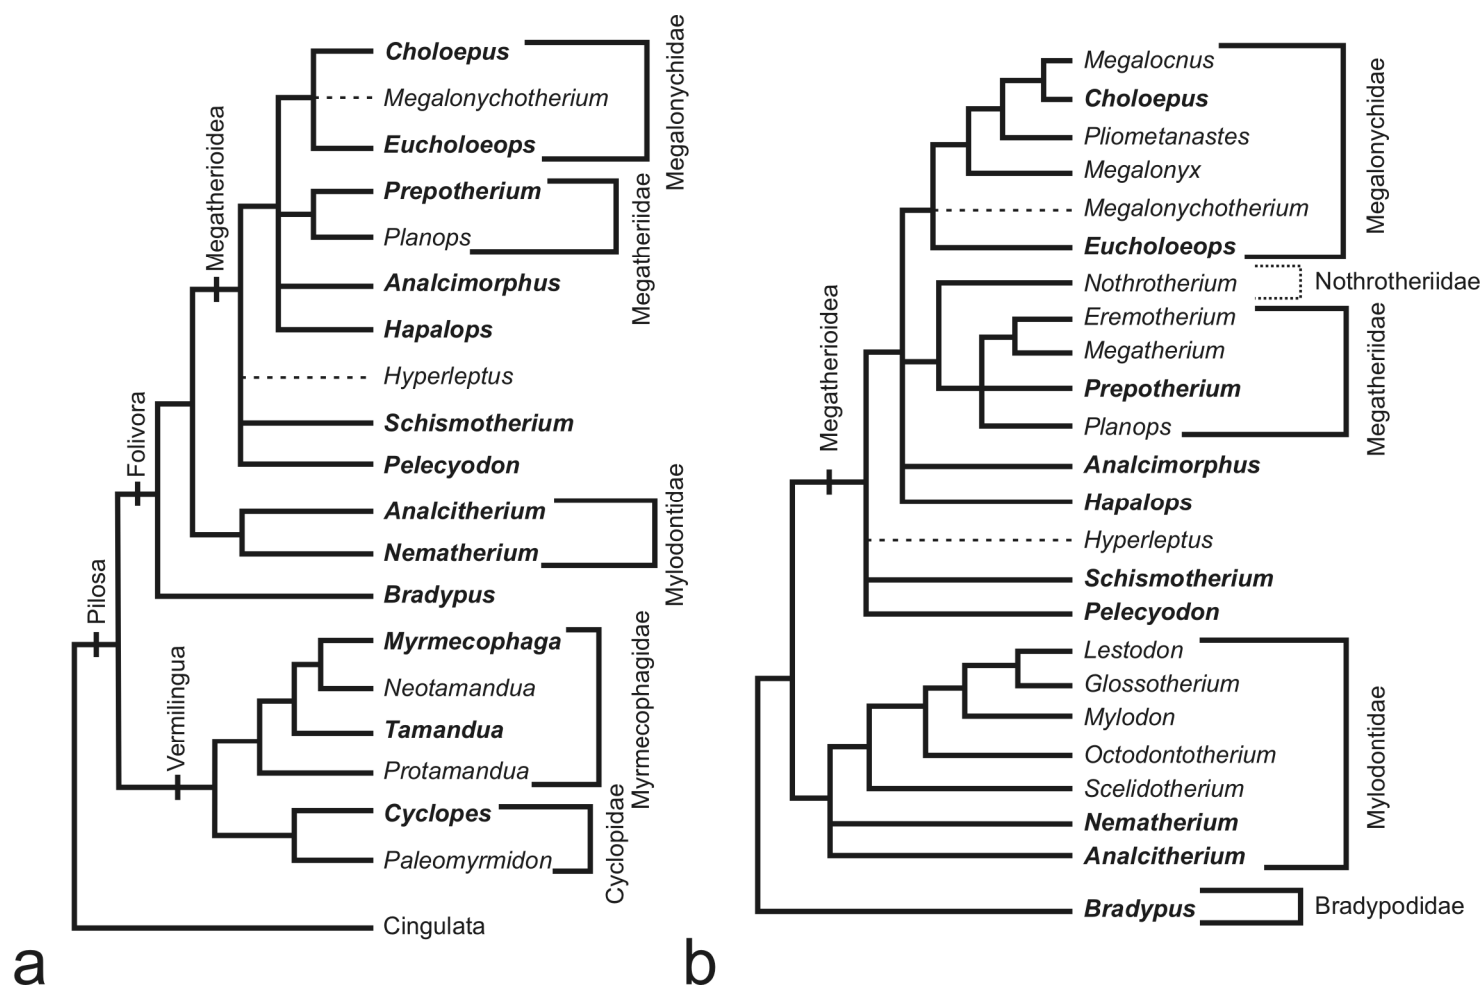 Choloepus
Megalonychotherium
Eucholoeops
Megalonychidae
Prepotherium
Planops
Megatheriidae
Analcimorphus
Hapalops
Hyperleptus
Schismotherium
Pelecyodon
Megatherioidea
Analcitherium
Nematherium
Mylodontidae
Bradypus
Folivora
Pilosa
Myrmecophaga
Neotamandua
Tamandua
Protamandua
Myrmecophagidae
Vermilingua
Cyclopes
Paleomyrmidon
Cyclopidae
Cingulata
a
Megalocnus
Choloepus
Pliometanastes
Megalonyx
Megalonychotherium
Eucholoeops
Megalonychidae
Nothrotherium
Nothrotheriidae
Eremotherium
Megatherium
Prepotherium
Planops
Megatheriidae
Analcimorphus
Hapalops
Hyperleptus
Schismotherium
Pelecyodon
Megatherioidea
Lestodon
Glossotherium
Mylodon
Octodontotherium
Scelidotherium
Nematherium
Analcitherium
Mylodontidae
Bradypus
Bradypodidae
b